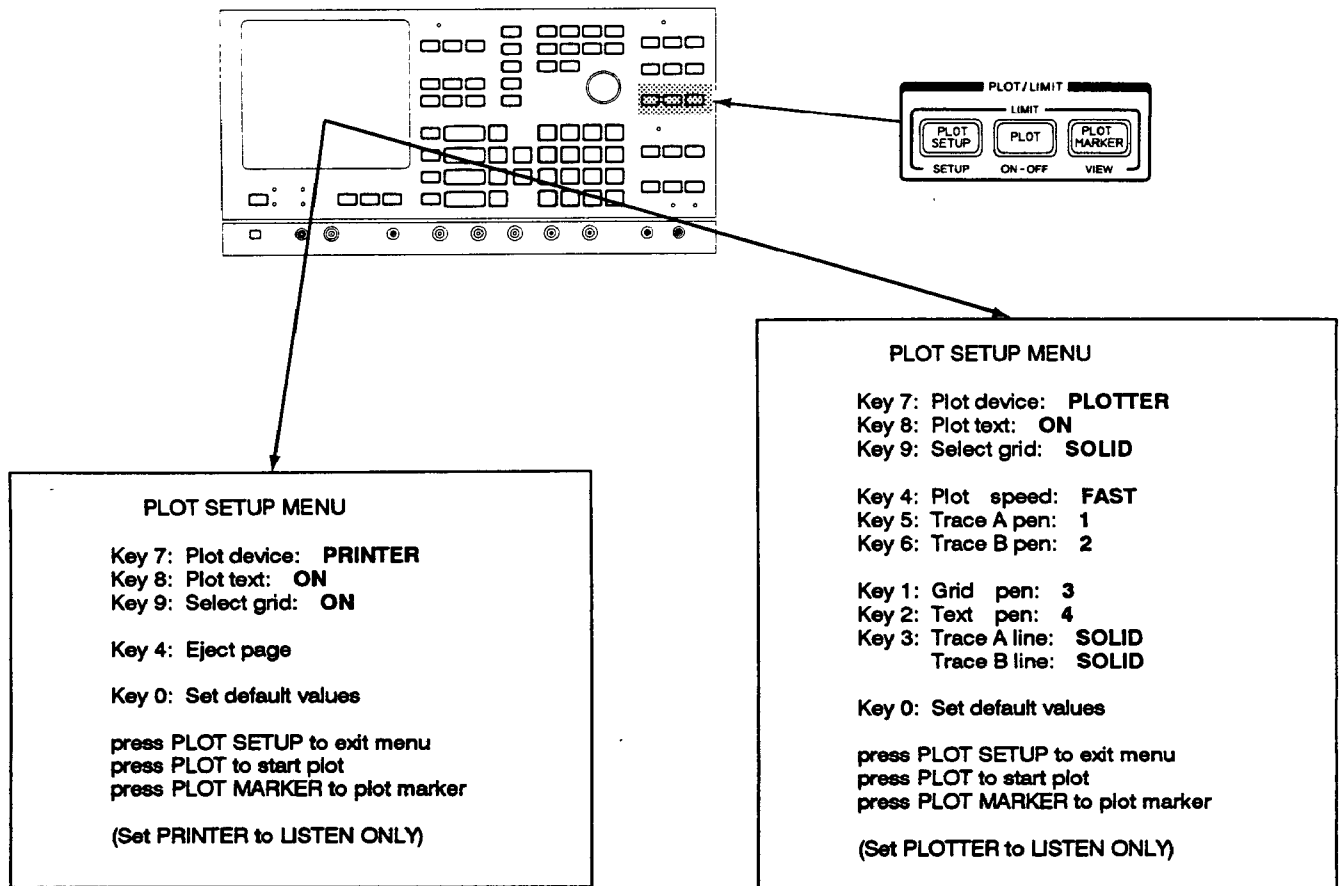 PLOT/LIMIT
LIMIT
PLOT SETUP
PLOT
PLOT MARKER
SETUP
ON-OFF
VIEW
PLOT SETUP MENU
Key 7: Plot device: PRINTER
Key 8: Plot text: ON
Key 9: Select grid: ON
Key 4: Eject page
Key 0: Set default values
press PLOT SETUP to exit menu
press PLOT to start plot
press PLOT MARKER to plot marker
(Set PRINTER to LISTEN ONLY)
PLOT SETUP MENU
Key 7: Plot device: PLOTTER
Key 8: Plot text: ON
Key 9: Select grid: SOLID
Key 4: Plot speed: FAST
Key 5: Trace A pen: 1
Key 6: Trace B pen: 2
Key 1: Grid pen: 3
Key 2: Text pen: 4
Key 3: Trace A line: SOLID
Trace B line: SOLID
Key 0: Set default values
press PLOT SETUP to exit menu
press PLOT to start plot
press PLOT MARKER to plot marker
(Set PLOTTER to LISTEN ONLY)